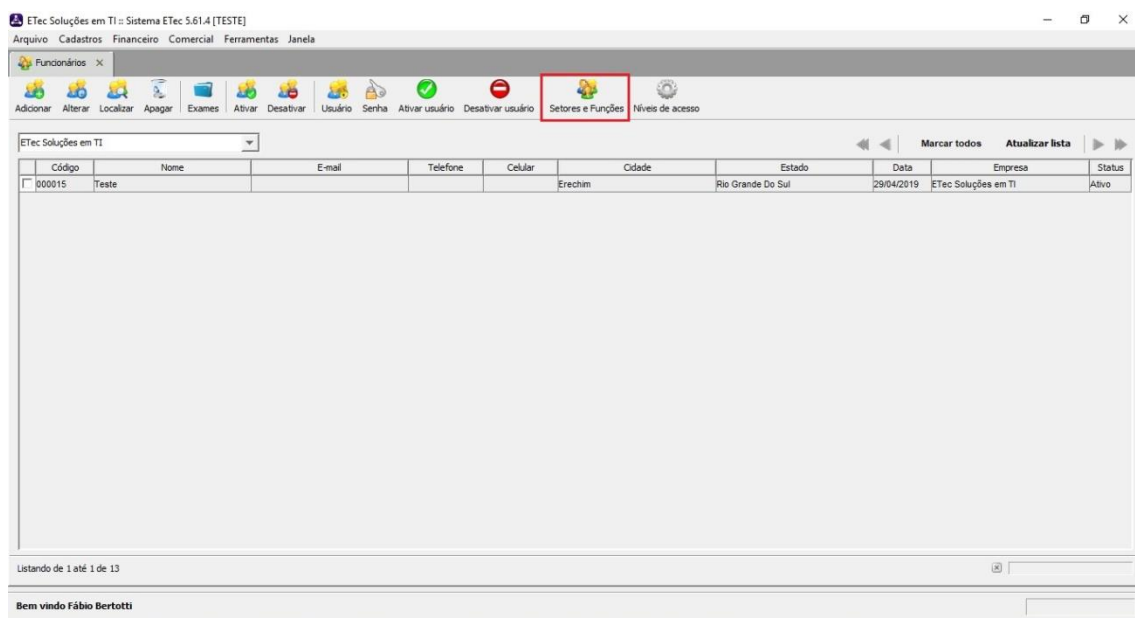 ETec Soluções em TI :: Sistema ETec 5.61.4 [TESTE]
Arquivo Cadastros Financeiro Comercial Ferramentas Janela
Funcionários X
Adicionar Alterar Localizar Apagar Exames Ativar Desativar Usuário Senha Ativar usuário Desativar usuário Setores e Funções Níveis de acesso
ETec Soluções em TI Marcar todos Atualizar lista
Código Nome E-mail Telefone Celular Cidade Estado Data Empresa Status
000015 Teste Erechim Rio Grande Do Sul 29/04/2019 ETec Soluções em TI Ativo
Listando de 1 até 1 de 13
Bem vindo Fábio Bertotti